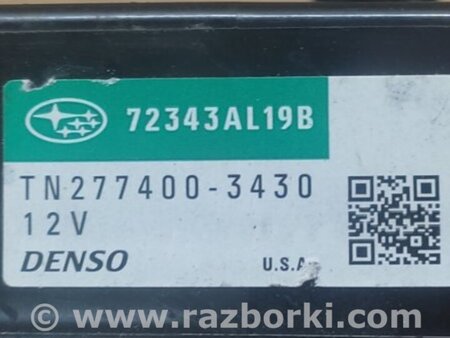 72343AL19B
TN277400-3430
12V
DENSO
U.S.A.
© www.razborki.com